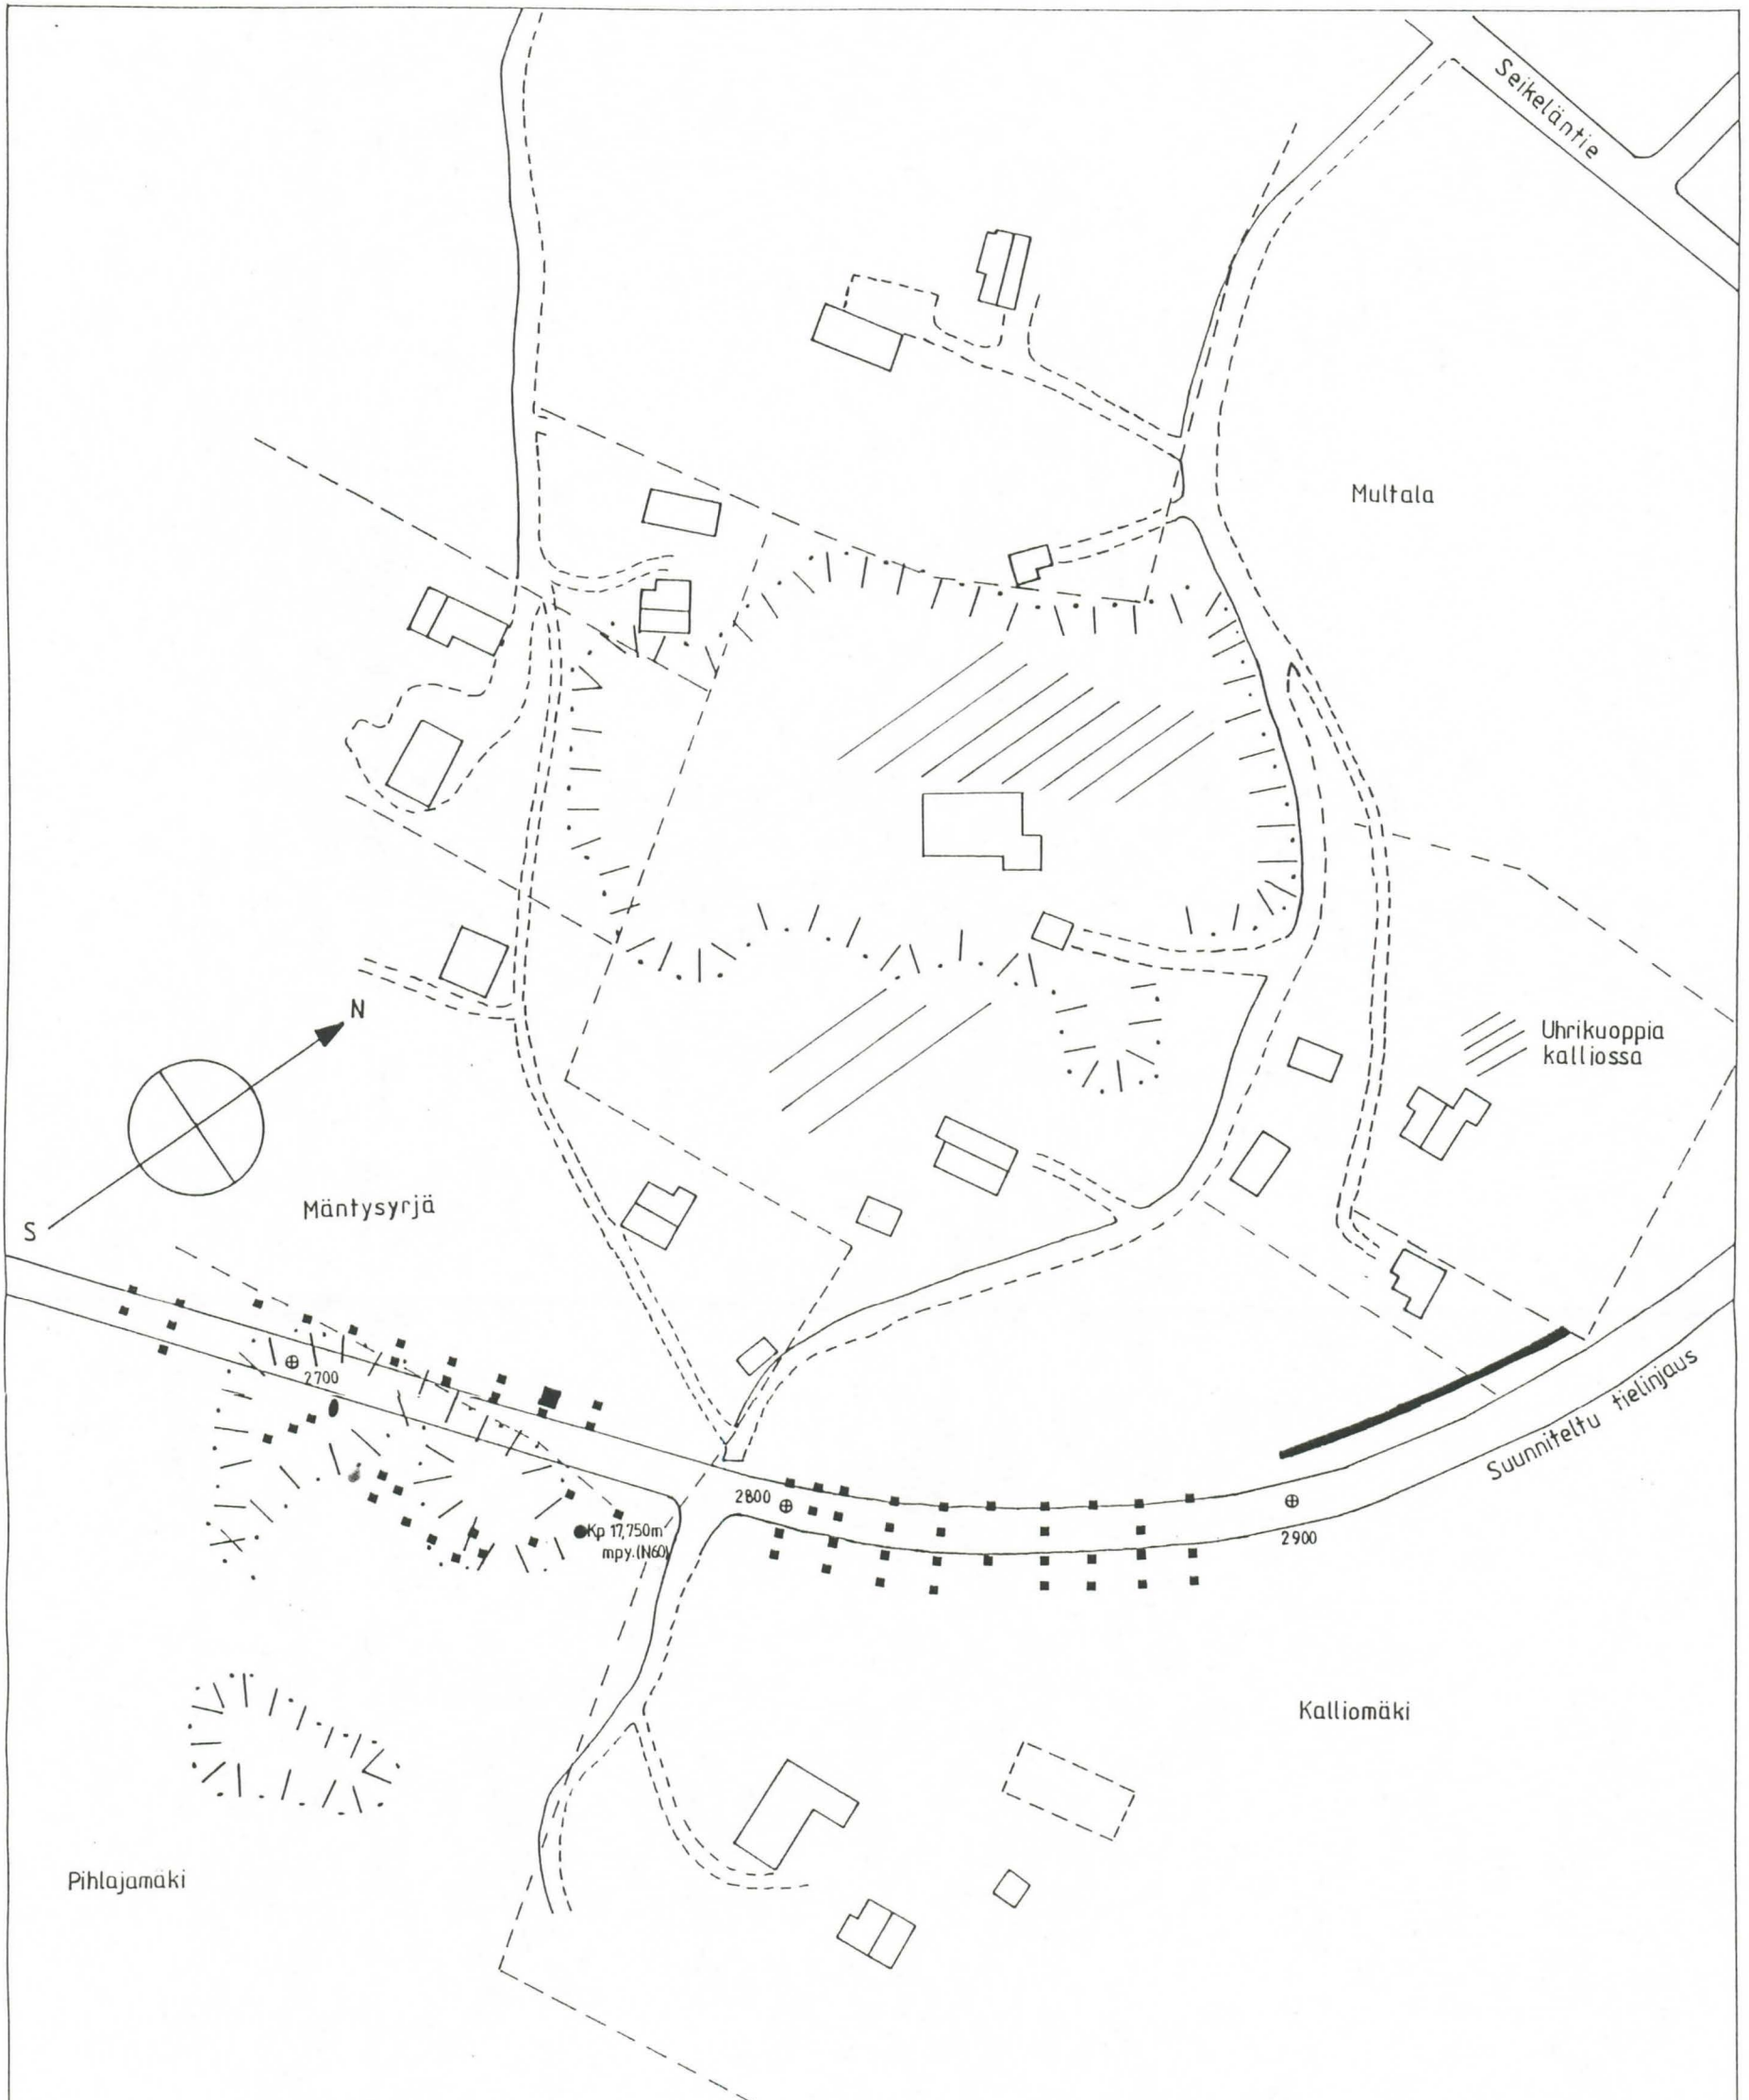 Seikeläntie
Multala
N
Uhrikuoppia
kalliossa
Mäntysyrjä
S
2700
Suunniteltu tielinjaus
2800
Kp 17,750m
mpy.(N60)
2900
Kalliomäki
Pihlajamäki